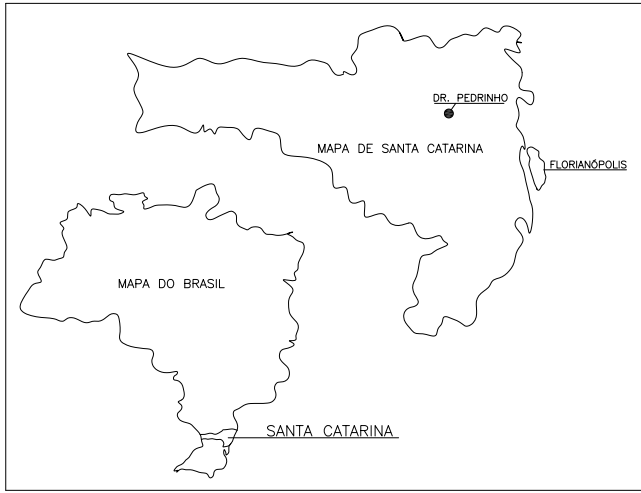 DR. PEDRINHO
MAPA DE SANTA CATARINA
FLORIANÓPOLIS
MAPA DO BRASIL
SANTA CATARINA